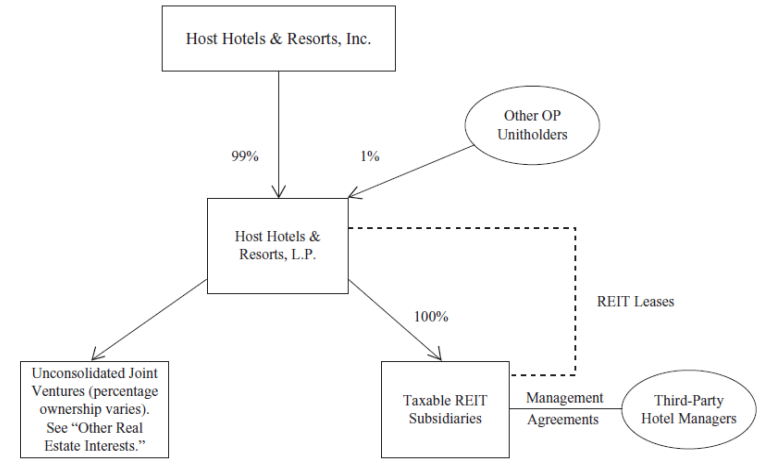 Host Hotels & Resorts, Inc.
Other OP
Unitholders
99%
1%
Host Hotels &
Resorts, L.P.
REIT Leases
100%
Unconsolidated Joint
Ventures (percentage
ownership varies).
See “Other Real
Estate Interests.”
Taxable REIT
Subsidiaries
Management
Agreements
Third-Party
Hotel Managers